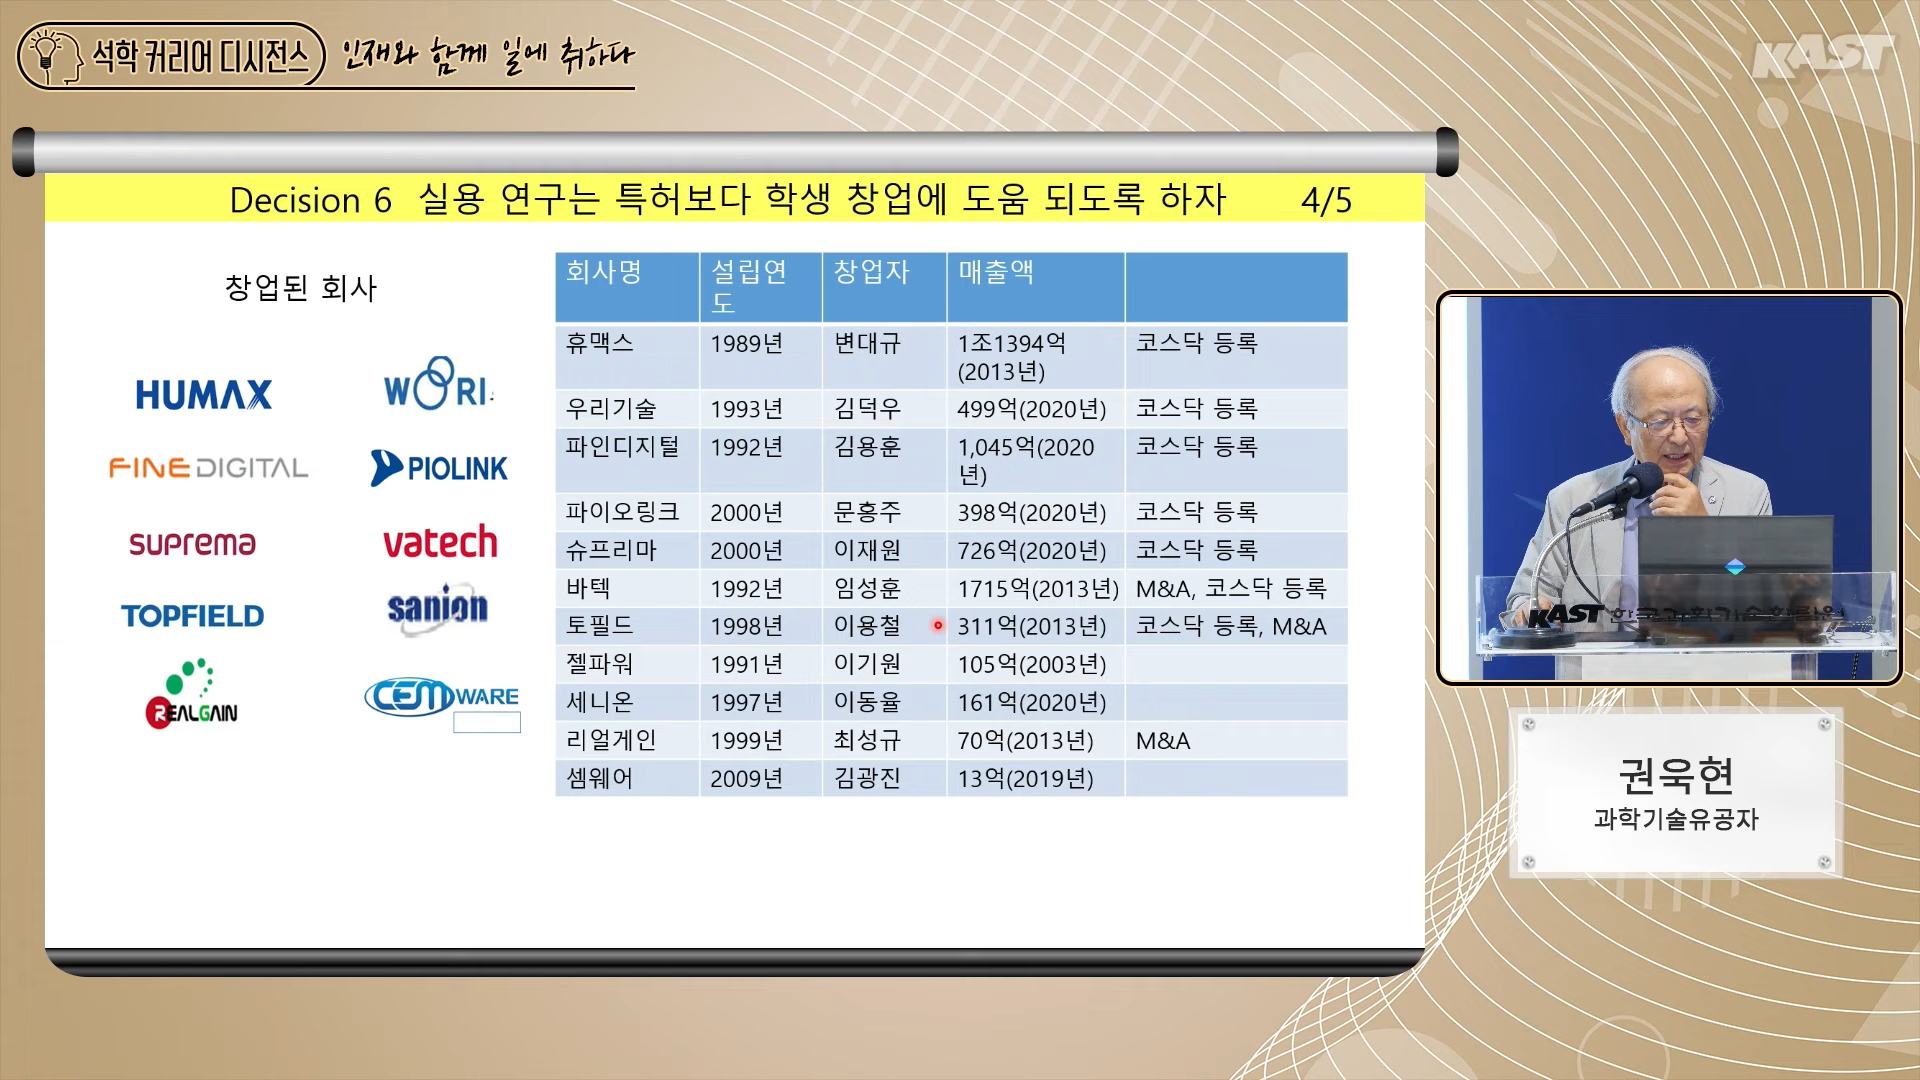 석학 커리어 디시전스 인재와 함께 일에 취하다
KAST
Decision 6 실용 연구는 특허보다 학생 창업에 도움 되도록 하자 4/5
창업된 회사
HUMAX
WOORI
FINEDIGITAL
PIOLINK
suprema
vatech
TOPFIELD
sanion
REALGAIN
CEMWARE
회사명 설립연도 창업자 매출액
휴맥스 1989년 변대규 1조1394억(2013년) 코스닥 등록
우리기술 1993년 김덕우 499억(2020년) 코스닥 등록
파인디지털 1992년 김용훈 1,045억(2020년) 코스닥 등록
파이오링크 2000년 문홍주 398억(2020년) 코스닥 등록
슈프리마 2000년 이재원 726억(2020년) 코스닥 등록
바텍 1992년 임성훈 1715억(2013년) M&A, 코스닥 등록
토필드 1998년 이용철 311억(2013년) 코스닥 등록, M&A
젤파워 1991년 이기원 105억(2003년)
세니온 1997년 이동율 161억(2020년)
리얼게인 1999년 최성규 70억(2013년) M&A
셈웨어 2009년 김광진 13억(2019년)
KAST 한국과학기술한림원
권욱현
과학기술유공자